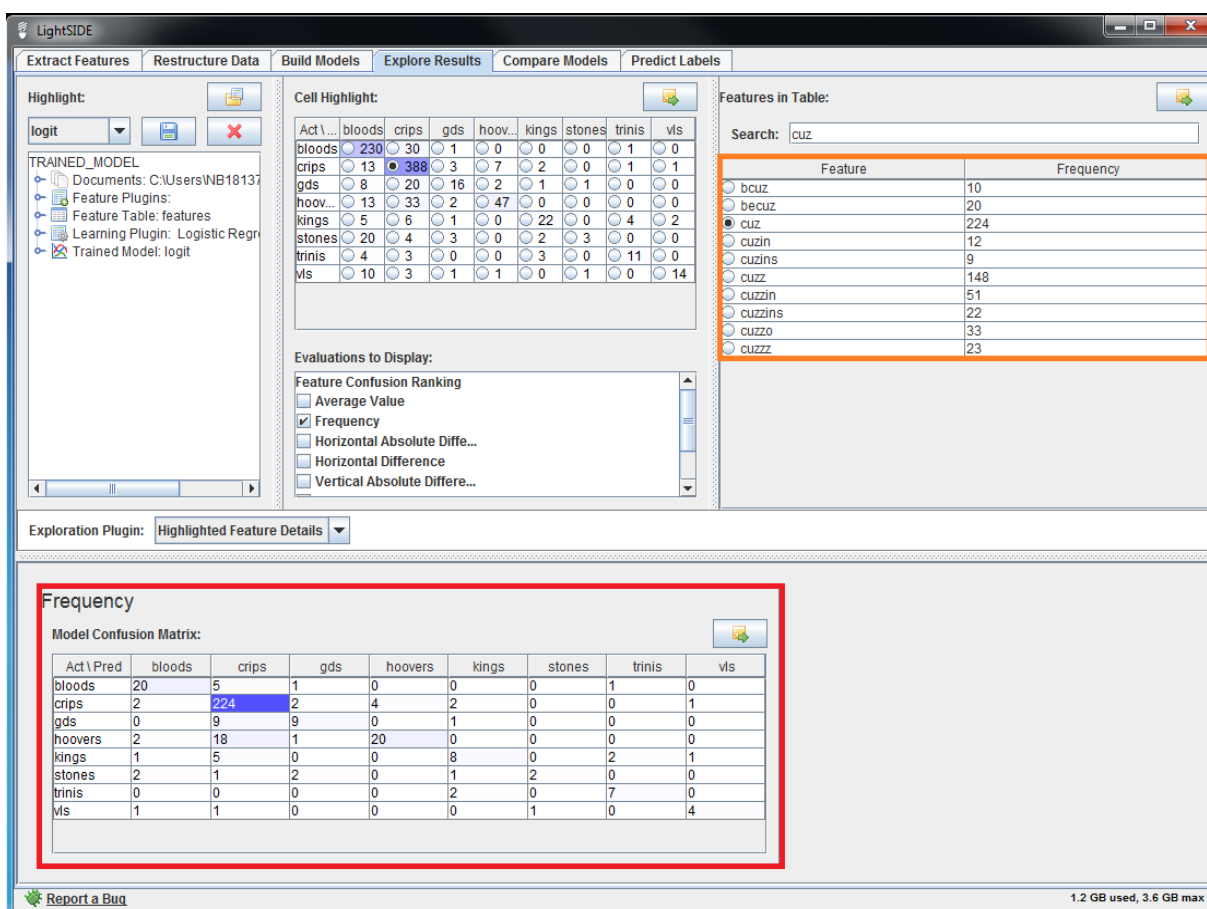 LightSIDE
Extract Features Restructure Data Build Models Explore Results Compare Models Predict Labels
Highlight:
logit
TRAINED_MODEL
Documents: C:\Users\NB18137
Feature Plugins:
Feature Table: features
Learning Plugin: Logistic Regr
Trained Model: logit
Cell Highlight:
Act \ ... bloods crips gds hoov... kings stones trinis vls
bloods 230 30 1 0 0 0 1 0
crips 13 388 3 7 2 0 1 1
gds 8 20 16 2 1 1 0 0
hoov... 13 33 2 47 0 0 0 0
kings 5 6 1 0 22 0 4 2
stones 20 4 3 0 2 3 0 0
trinis 4 3 0 0 3 0 11 0
vls 10 3 1 1 0 1 0 14
Evaluations to Display:
Feature Confusion Ranking
Average Value
Frequency
Horizontal Absolute Diffe...
Horizontal Difference
Vertical Absolute Differe...
Features in Table:
Search: cuz
Feature Frequency
bcuz 10
becuz 20
cuz 224
cuzin 12
cuzins 9
cuzz 148
cuzzin 51
cuzzins 22
cuzzo 33
cuzzz 23
Exploration Plugin: Highlighted Feature Details
Frequency
Model Confusion Matrix:
Act \ Pred bloods crips gds hoovers kings stones trinis vls
bloods 20 5 1 0 0 0 1 0
crips 2 224 2 4 2 0 0 1
gds 0 9 9 0 1 0 0 0
hoovers 2 18 1 20 0 0 0 0
kings 1 5 0 0 8 0 2 1
stones 2 1 2 0 1 2 0 0
trinis 0 0 0 0 2 0 7 0
vls 1 1 0 0 0 1 0 4
Report a Bug
1.2 GB used, 3.6 GB max